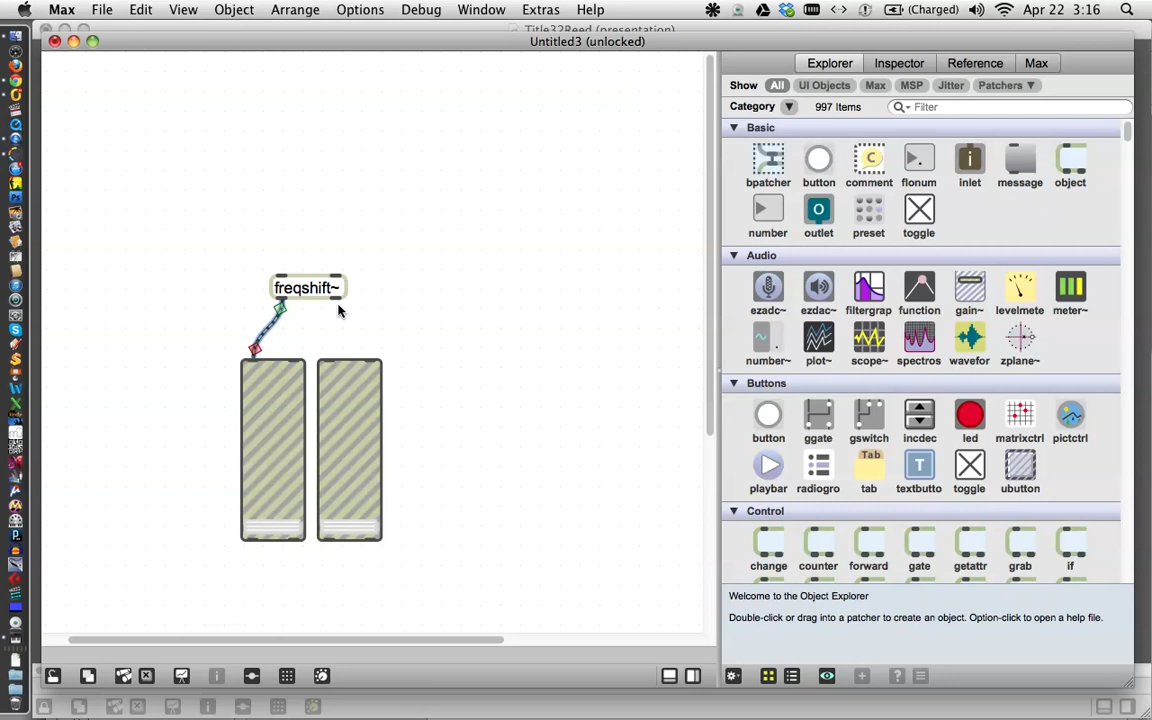 Max File Edit View Object Arrange Options Debug Window Extras Help (Charged) Apr 22 3:16
Title32Reed (presentation)
Untitled3 (unlocked)
Explorer Inspector Reference Max
Show All UI Objects Max MSP Jitter Patchers ▼
Category ▼ 997 Items Filter
Basic
bpatcher button comment flonum inlet message object
number outlet preset toggle
Audio
ezadc~ ezdac~ filtergrap function gain~ levelmete meter~
number~ plot~ scope~ spectros wavefor zplane~
Buttons
button ggate gswitch incdec led matrixctrl pictctrl
Tab
playbar radiogro tab textbutto toggle ubutton
Control
change counter forward gate getattr grab if
freqshift~
Welcome to the Object Explorer
Double-click or drag into a patcher to create an object. Option-click to open a help file.